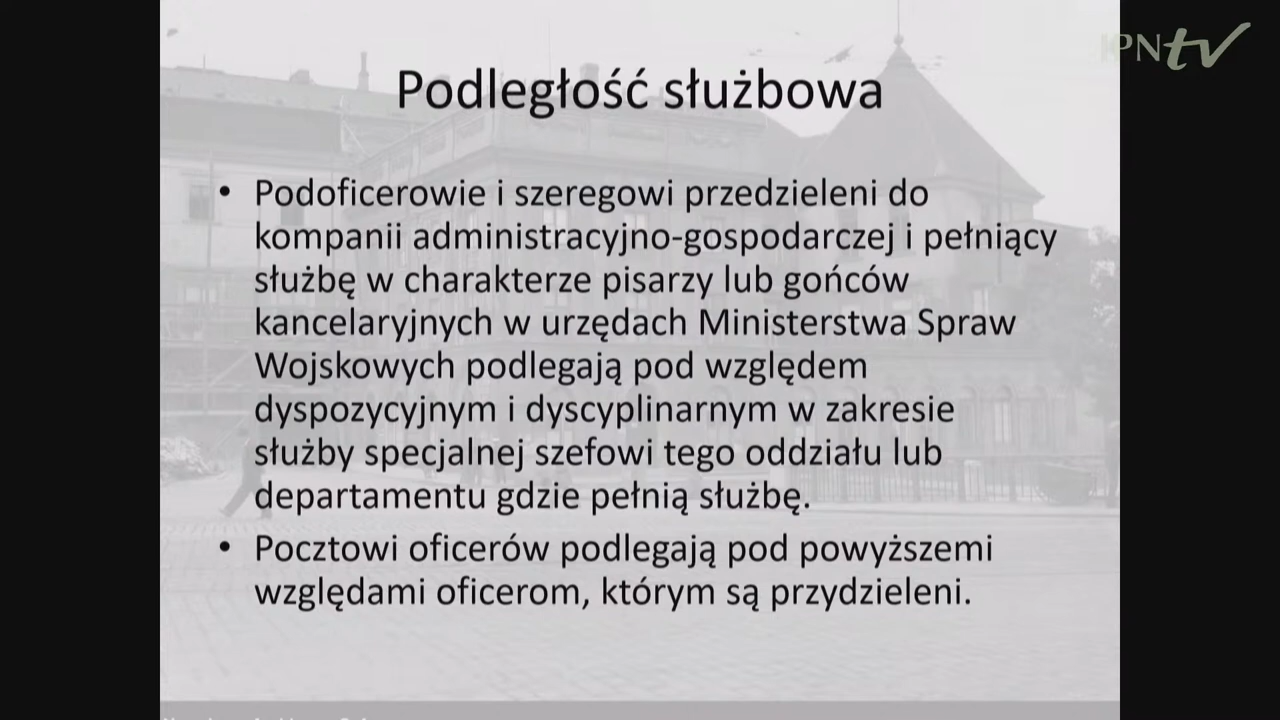 IPNtv
Podległość służbowa
• Podoficerowie i szeregowi przedzieleni do
kompanii administracyjno-gospodarczej i pełniący
służbę w charakterze pisarzy lub gońców
kancelaryjnych w urzędach Ministerstwa Spraw
Wojskowych podlegają pod względem
dyspozycyjnym i dyscyplinarnym w zakresie
służby specjalnej szefowi tego oddziału lub
departamentu gdzie pełnią służbę.
• Pocztowi oficerów podlegają pod powyższemi
względami oficerom, którym są przydzieleni.